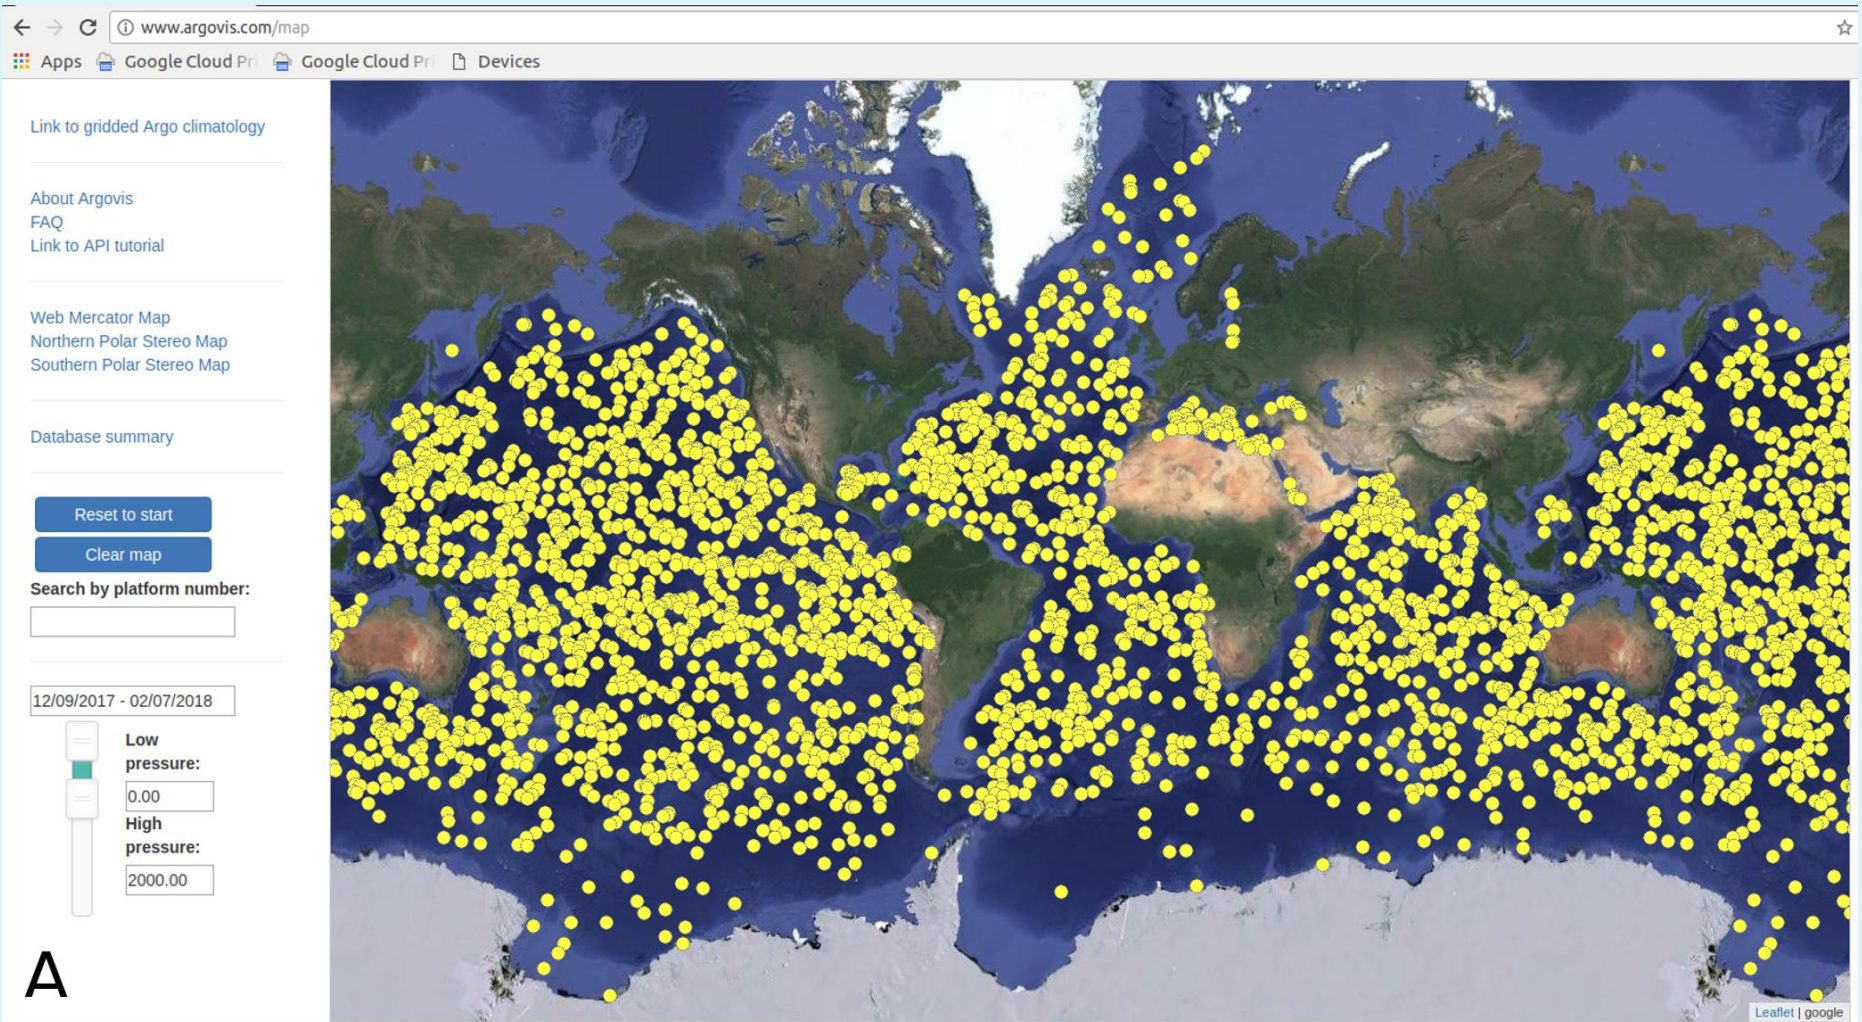 www.argovis.com/map
Apps Google Cloud Pri Google Cloud Pri Devices
Link to gridded Argo climatology
About Argovis
FAQ
Link to API tutorial
Web Mercator Map
Northern Polar Stereo Map
Southern Polar Stereo Map
Database summary
Reset to start
Clear map
Search by platform number:
12/09/2017 - 02/07/2018
Low
pressure:
0.00
High
pressure:
2000.00
A
Leaflet | google